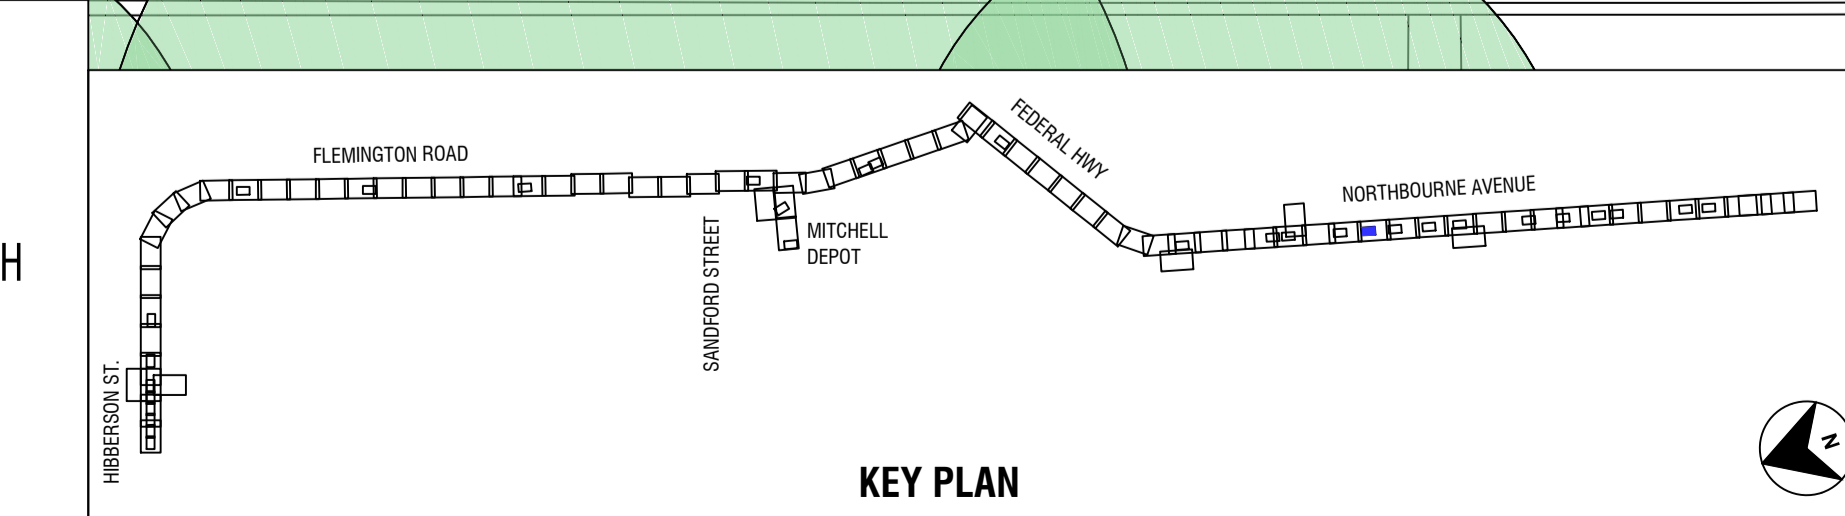 FLEMINGTON ROAD
FEDERAL HWY
NORTHBOURNE AVENUE
SANDFORD STREET
MITCHELL
DEPOT
H
HIBBERSON ST.
KEY PLAN
N